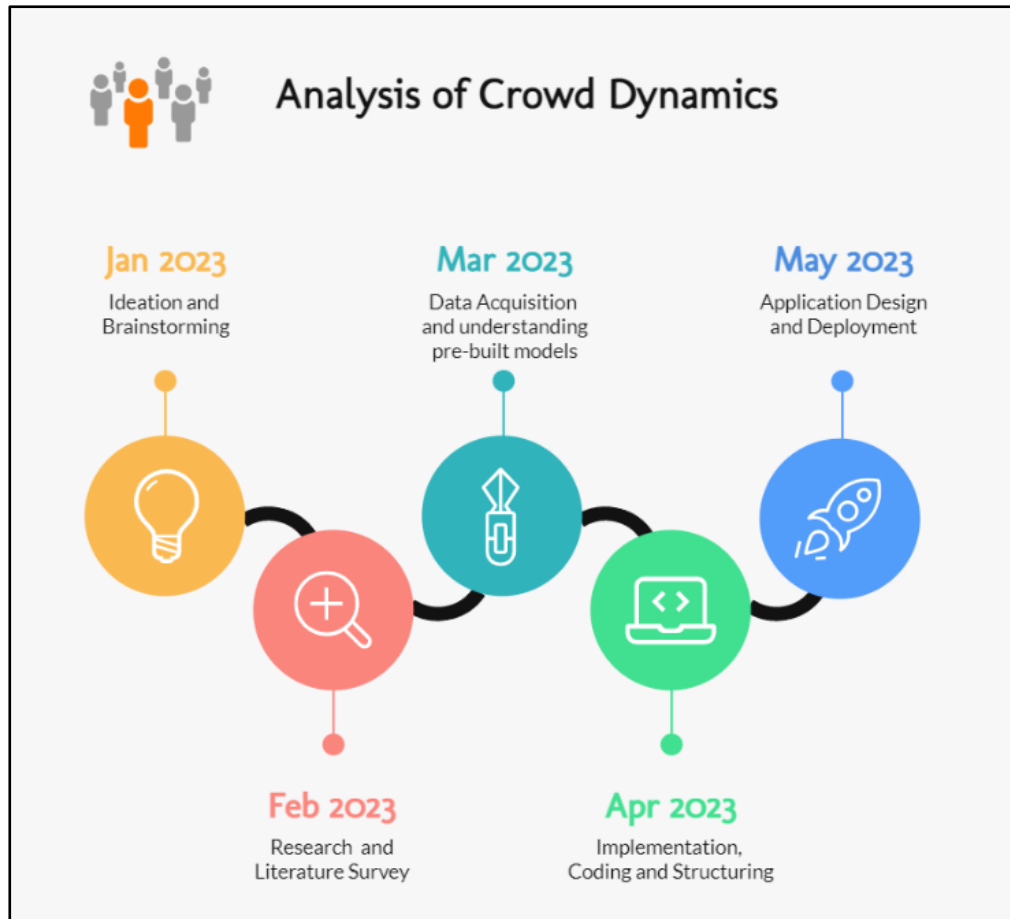 Analysis of Crowd Dynamics
Jan 2023
Ideation and
Brainstorming
Feb 2023
Research and
Literature Survey
Mar 2023
Data Acquisition
and understanding
pre-built models
Apr 2023
Implementation,
Coding and Structuring
May 2023
Application Design
and Deployment